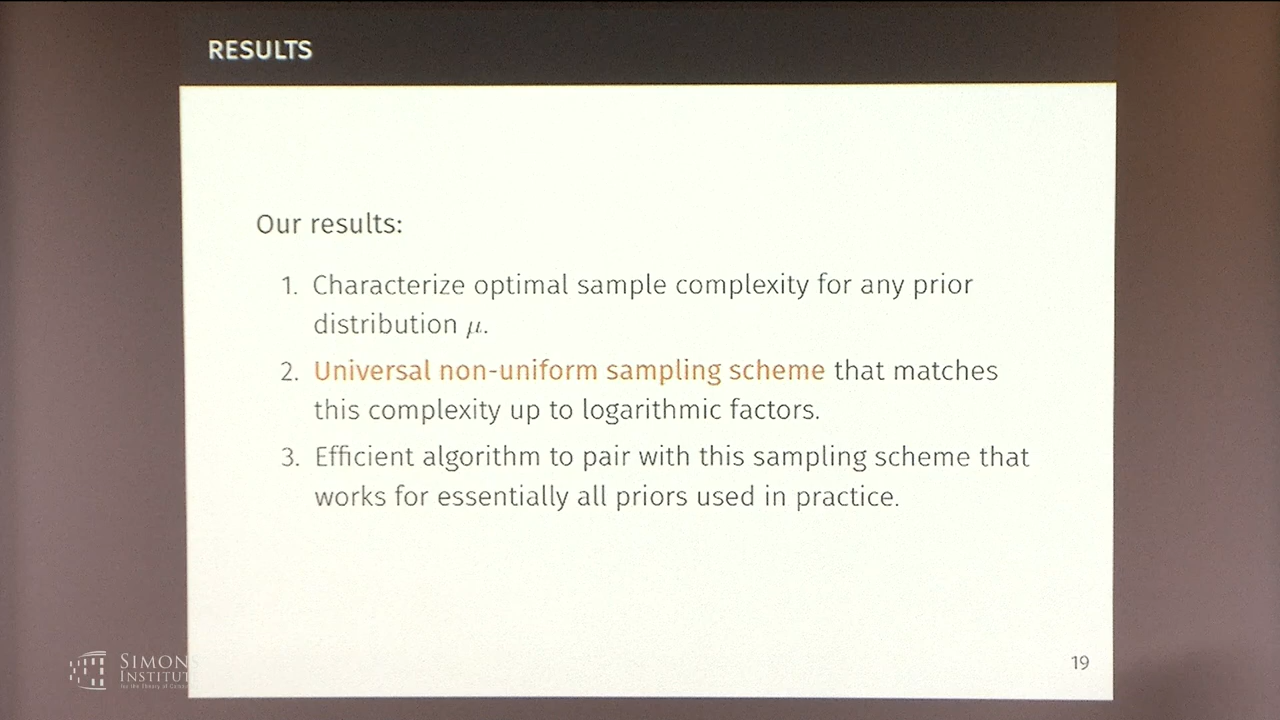 RESULTS
Our results:
1. Characterize optimal sample complexity for any prior
distribution μ.
2. Universal non-uniform sampling scheme that matches
this complexity up to logarithmic factors.
3. Efficient algorithm to pair with this sampling scheme that
works for essentially all priors used in practice.
19
SIMONS
INSTITUT